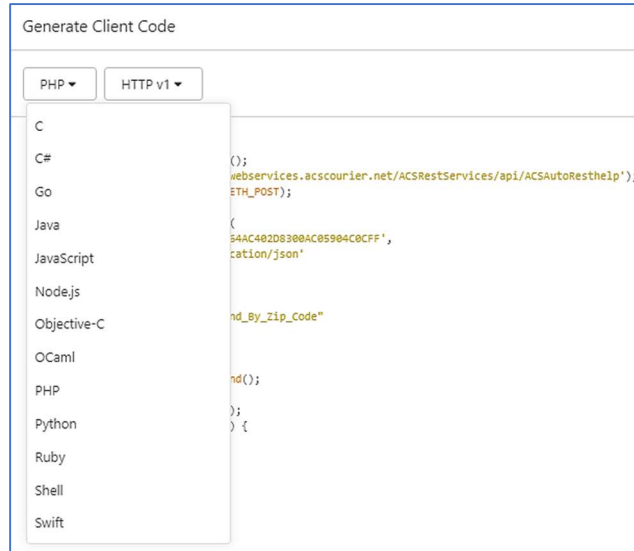 Generate Client Code
PHP HTTP v1
C
C#
Go
Java
JavaScript
Node.js
Objective-C
OCaml
PHP
Python
Ruby
Shell
Swift
();
webservices.acscourier.net/ACSRestServices/api/ACSAutoResthelp');
ETH_POST);
(
64AC402D8300AC05904C0CFF',
cation/json'
nd_By_Zip_Code"
nd();
);
) {